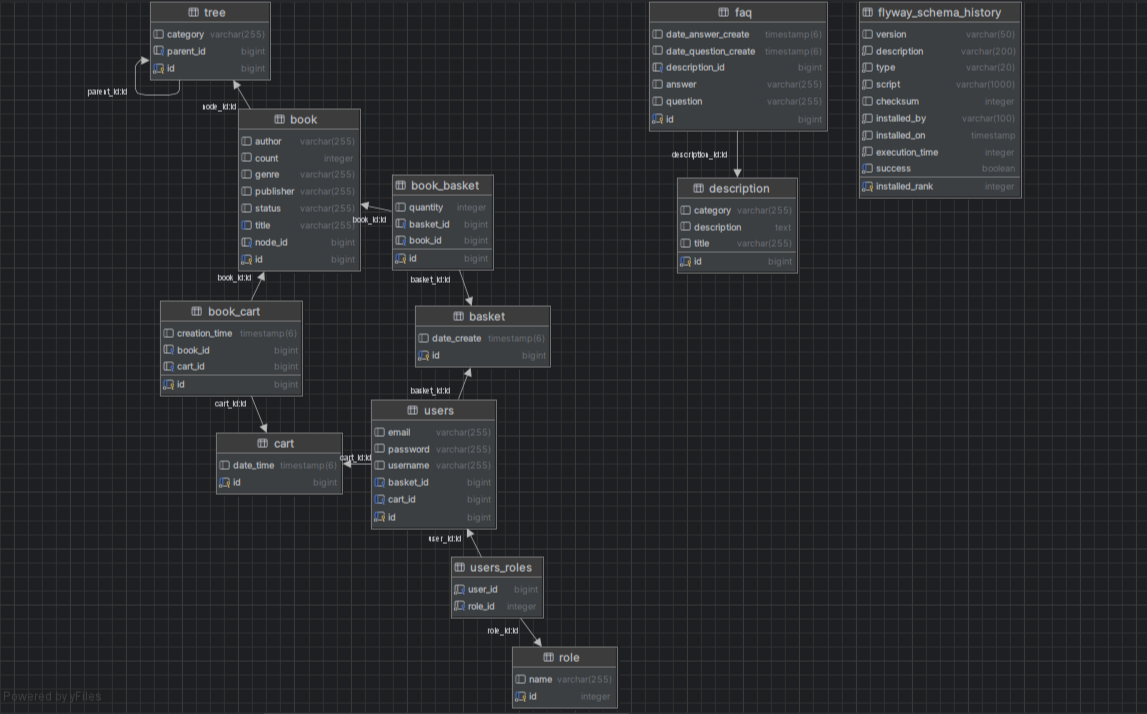 tree
category varchar(255)
parent_id bigint
id bigint
parent_id:id
node_id:id
book
author varchar(255)
count integer
genre varchar(255)
publisher varchar(255)
status varchar(255)
title varchar(255)
node_id bigint
id bigint
book_id:id
book_basket
quantity integer
basket_id bigint
book_id bigint
id bigint
book_id:id
basket_id:id
book_cart
creation_time timestamp(6)
book_id bigint
cart_id bigint
id bigint
basket
date_create timestamp(6)
id bigint
basket_id:id
cart_id:id
users
email varchar(255)
password varchar(255)
username varchar(255)
basket_id bigint
cart_id bigint
id bigint
cart
date_time timestamp(6)
id bigint
cart_id:id
user_id:id
users_roles
user_id bigint
role_id integer
role_id:id
role
name varchar(255)
id integer
faq
date_answer_create timestamp(6)
date_question_create timestamp(6)
description_id bigint
answer varchar(255)
question varchar(255)
id bigint
description_id:id
description
category varchar(255)
description text
title varchar(255)
id bigint
flyway_schema_history
version varchar(50)
description varchar(200)
type varchar(20)
script varchar(1000)
checksum integer
installed_by varchar(100)
installed_on timestamp
execution_time integer
success boolean
installed_rank integer
Powered by yFiles